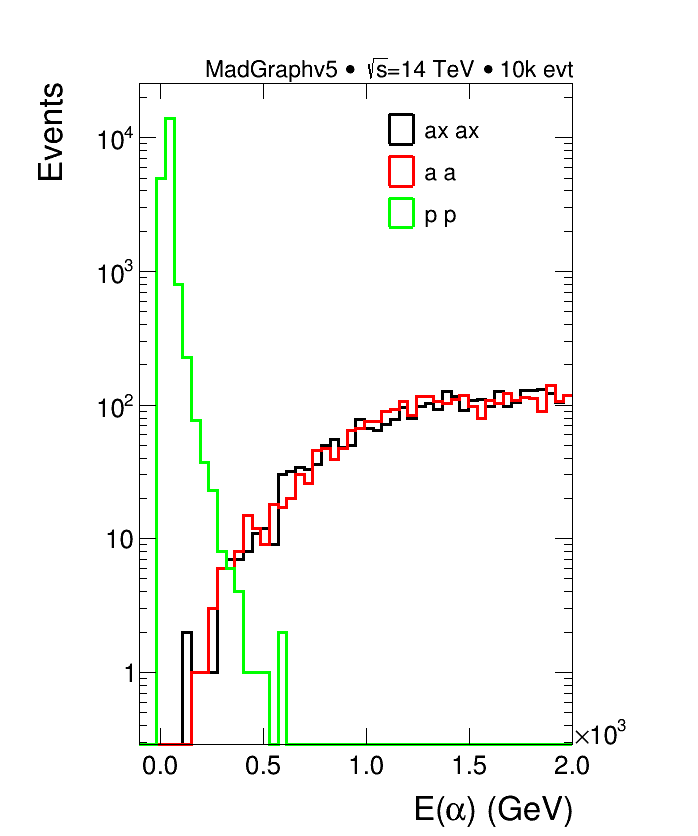 MadGraphv5 • √s=14 TeV • 10k evt
Events
ax ax
a a
p p
10⁴
10³
10²
10
1
0.0 0.5 1.0 1.5 2.0
×10³
E(α) (GeV)